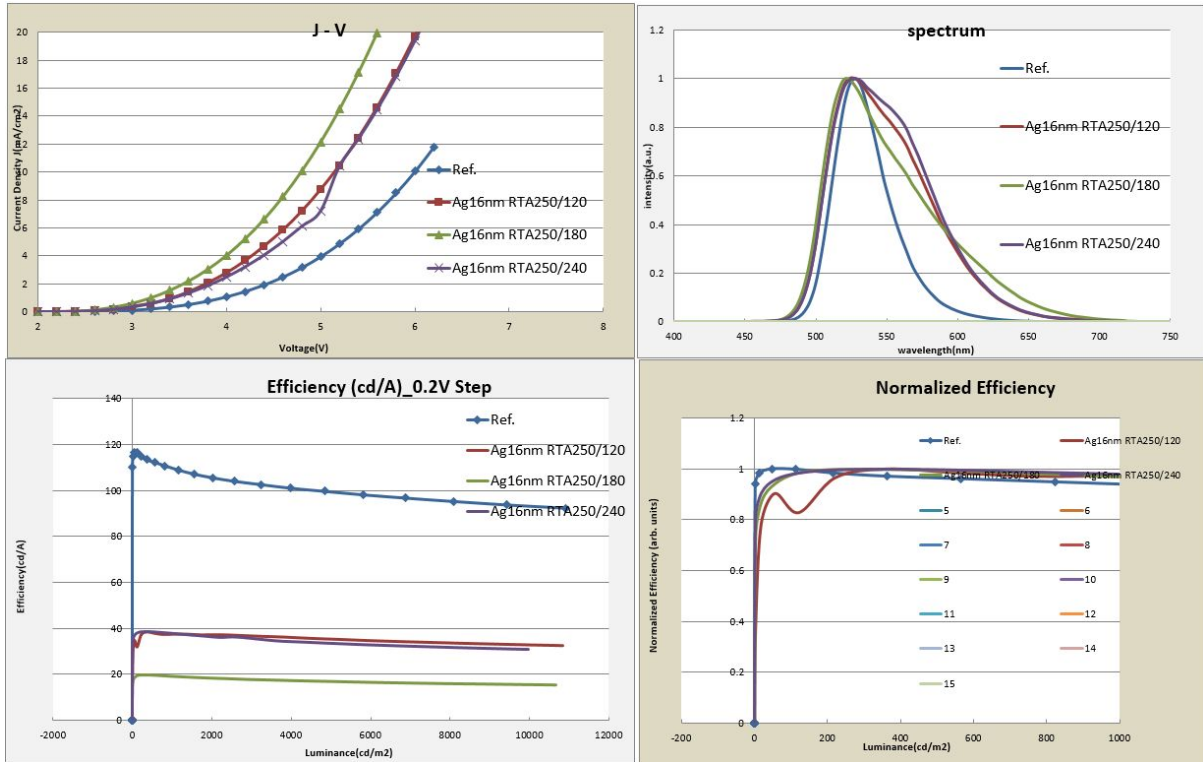 J - V
20
18
16
14
12
10
8
6
4
2
0
2
3
4
5
6
7
8
Current Density J(mA/cm2)
Voltage(V)
Ref.
Ag16nm RTA250/120
Ag16nm RTA250/180
Ag16nm RTA250/240
spectrum
1.2
1
0.8
0.6
0.4
0.2
0
400
450
500
550
600
650
700
750
intensity(a.u.)
wavelength(nm)
Ref.
Ag16nm RTA250/120
Ag16nm RTA250/180
Ag16nm RTA250/240
Efficiency (cd/A)_0.2V Step
140
120
100
80
60
40
20
0
-2000
0
2000
4000
6000
8000
10000
12000
Efficiency(cd/A)
Luminance(cd/m2)
Ref.
Ag16nm RTA250/120
Ag16nm RTA250/180
Ag16nm RTA250/240
Normalized Efficiency
1.2
1
0.8
0.6
0.4
0.2
0
-200
0
200
400
600
800
1000
Normalized Efficiency (arb. units)
Luminance(cd/m2)
Ref.
Ag16nm RTA250/120
Ag16nm RTA250/180
Ag16nm RTA250/240
5
6
7
8
9
10
11
12
13
14
15